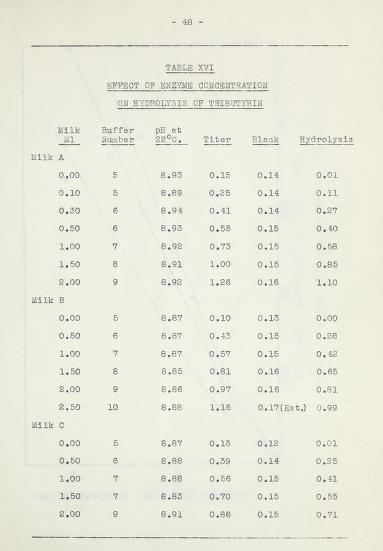 - 48 -
TABLE XVI
EFFECT OF ENZYME CONCENTRATION
ON HYDROLYSIS OF TRIBUTYRIN
Milk Buffer pH at
Ml Number 22°C. Titer Blank Hydrolysis
Milk A
0.00 5 8.93 0.15 0.14 0.01
0.10 5 8.89 0.25 0.14 0.11
0.30 6 8.94 0.41 0.14 0.27
0.50 6 8.93 0.55 0.15 0.40
1.00 7 8.92 0.73 0.15 0.58
1.50 8 8.91 1.00 0.15 0.85
2.00 9 8.92 1.26 0.16 1.10
Milk B
0.00 5 8.87 0.10 0.13 0.00
0.50 6 8.87 0.43 0.15 0.28
1.00 7 8.87 0.57 0.15 0.42
1.50 8 8.85 0.81 0.16 0.65
2.00 9 8.86 0.97 0.16 0.81
2.50 10 8.88 1.16 0.17(Est.) 0.99
Milk C
0.00 5 8.87 0.13 0.12 0.01
0.50 6 8.88 0.39 0.14 0.25
1.00 7 8.88 0.56 0.15 0.41
1.50 7 8.83 0.70 0.15 0.55
2.00 9 8.91 0.86 0.15 0.71